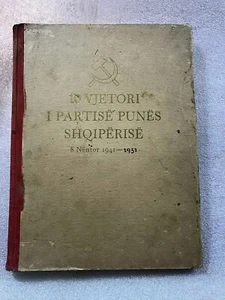 10 VJETORI
I PARTISË PUNËS
SHQIPËRISË
8 Nëntor 1941—1951